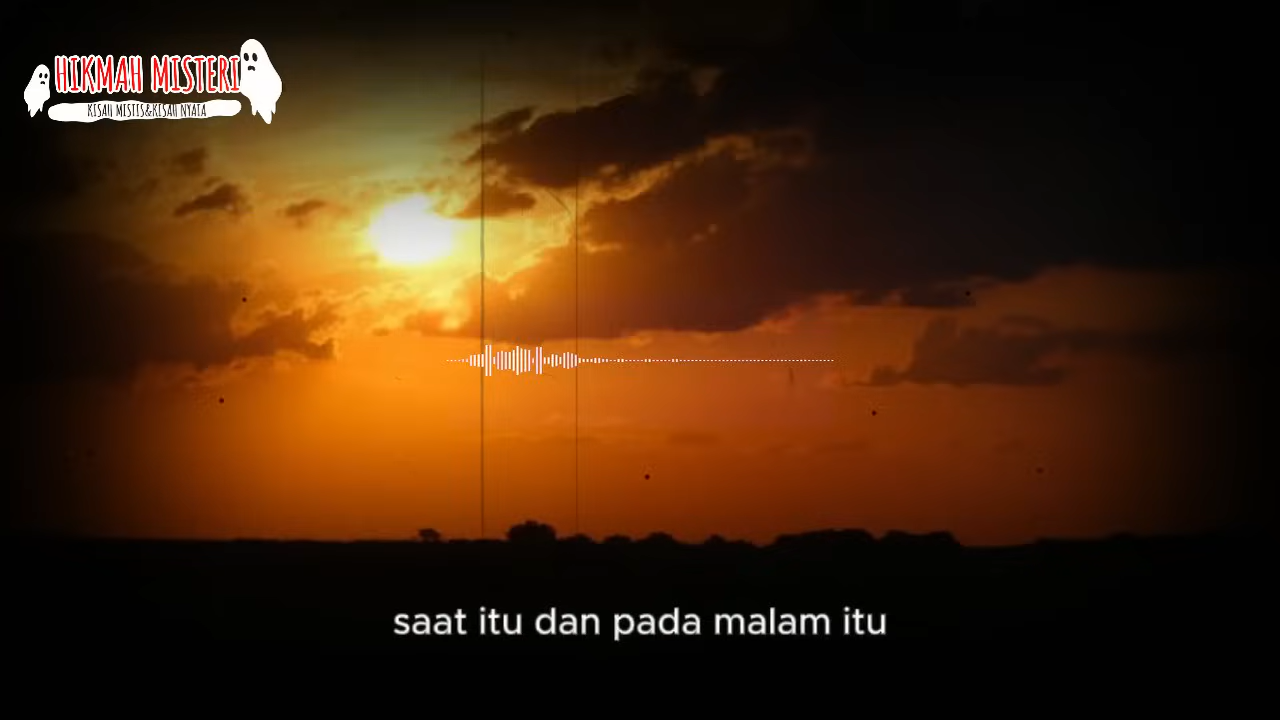 HIKMAH MISTERI
KISAH MISTIS&KISAH NYATA
saat itu dan pada malam itu